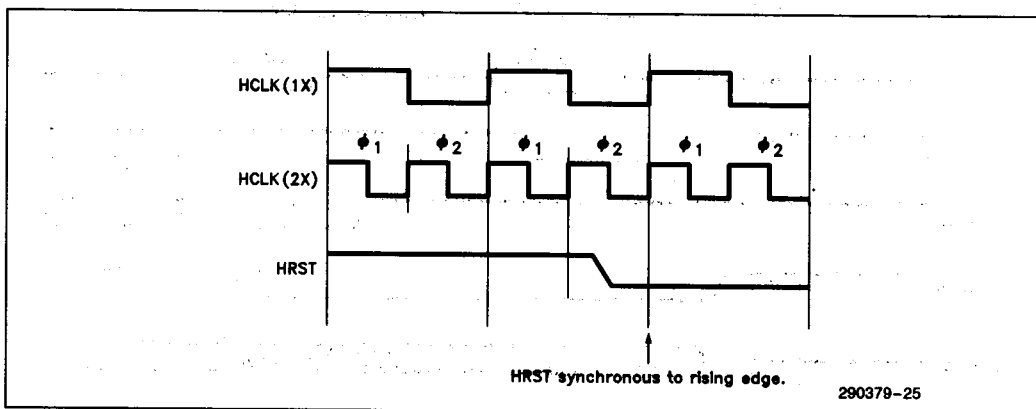 HCLK(1X)
ϕ1 ϕ2 ϕ1 ϕ2 ϕ1 ϕ2
HCLK(2X)
HRST
HRST synchronous to rising edge.
290379-25